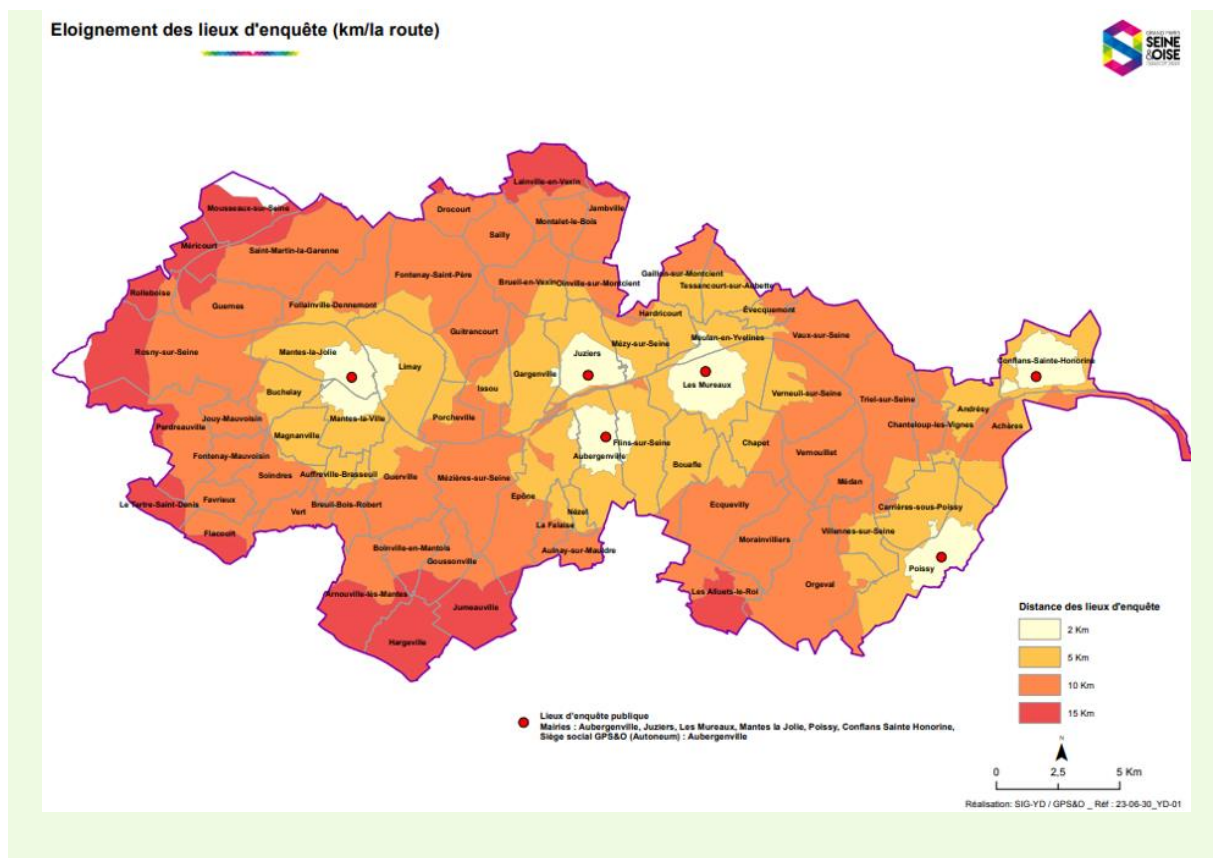 Eloignement des lieux d'enquête (km/la route)
SEINE
&OISE
Lainville-en-Vexin
Mousseaux-sur-Seine
Drocourt
Jambville
Montalet-le-Bois
Sailly
Méricourt
Saint-Martin-la-Garenne
Fontenay-Saint-Père
Gaillon-sur-Montcient
Brueil-en-Vexin
Oinville-sur-Montcient
Tessancourt-sur-Aubette
Rolleboise
Guernes
Follainville-Dennemont
Hardricourt
Évecquemont
Guitrancourt
Vaux-sur-Seine
Meulan-en-Yvelines
Mézy-sur-Seine
Rosny-sur-Seine
Mantes-la-Jolie
Juziers
Conflans-Sainte-Honorine
Limay
Gargenville
Les Mureaux
Issou
Buchelay
Verneuil-sur-Seine
Triel-sur-Seine
Andrésy
Jouy-Mauvoisin
Mantes-la-Ville
Porcheville
Perdreauville
Chanteloup-les-Vignes
Achères
Magnanville
Flins-sur-Seine
Chapet
Fontenay-Mauvoisin
Aubergenville
Vernouillet
Bouafle
Soindres
Auffreville-Brasseuil
Guerville
Mézières-sur-Seine
Médan
Epône
Favrieux
Le Tertre-Saint-Denis
Breuil-Bois-Robert
Ecquevilly
Carrières-sous-Poissy
Vert
Nézel
La Falaise
Flacourt
Villennes-sur-Seine
Morainvilliers
Boinville-en-Mantois
Aulnay-sur-Mauldre
Goussonville
Poissy
Orgeval
Arnouville-lès-Mantes
Les Alluets-le-Roi
Jumeauville
Hargeville
Distance des lieux d'enquête
2 Km
5 Km
10 Km
15 Km
Lieux d'enquête publique
Mairies : Aubergenville, Juziers, Les Mureaux, Mantes la Jolie, Poissy, Conflans Sainte Honorine,
Siège social GPS&O (Autoneum) : Aubergenville
N
0 2,5 5 Km
Réalisation: SIG-YD / GPS&O _ Réf : 23-06-30_YD-01